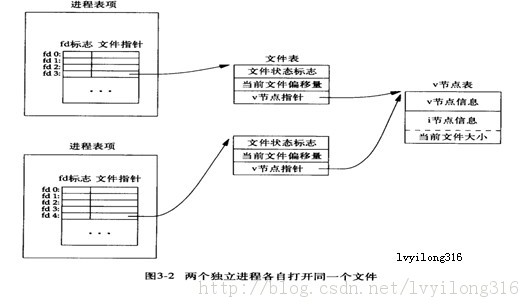 进程表项
fd标志 文件指针
fd 0:
fd 1:
fd 2:
fd 3:
...
文件表
文件状态标志
当前文件偏移量
v节点指针
v节点表
v节点信息
i节点信息
当前文件大小
进程表项
fd标志 文件指针
fd 0:
fd 1:
fd 2:
fd 3:
fd 4:
...
文件状态标志
当前文件偏移量
v节点指针
lvyilong316
图3-2 两个独立进程各自打开同一个文件
http://blog.csdn.net/lvyilong316